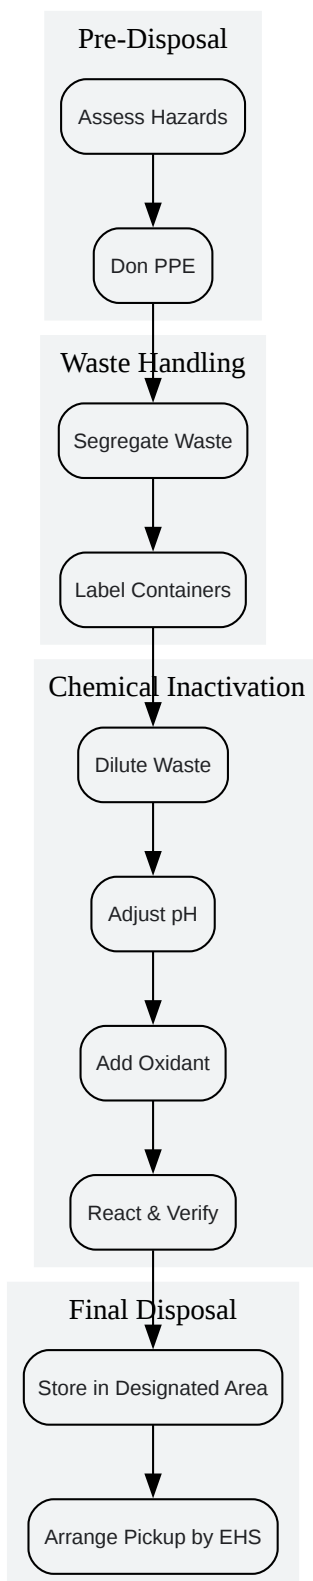 Pre-Disposal
Assess Hazards
Don PPE
Waste Handling
Segregate Waste
Label Containers
Chemical Inactivation
Dilute Waste
Adjust pH
Add Oxidant
React & Verify
Final Disposal
Store in Designated Area
Arrange Pickup by EHS